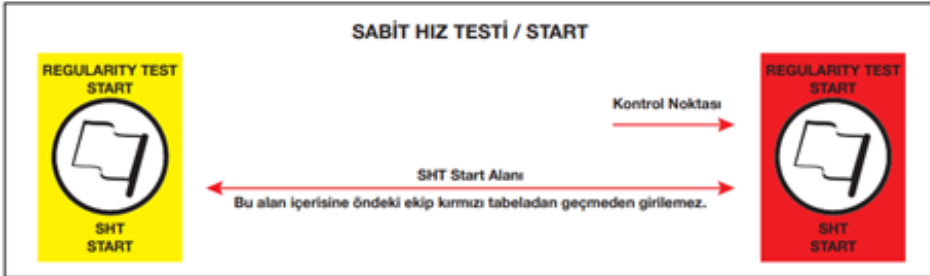 SABİT HIZ TESTİ / START
REGULARITY TEST
START
SHT
START
Kontrol Noktası
SHT Start Alanı
Bu alan içerisine öndeki ekip kırmızı tabeladan geçmeden girilemez.
REGULARITY TEST
START
SHT
START